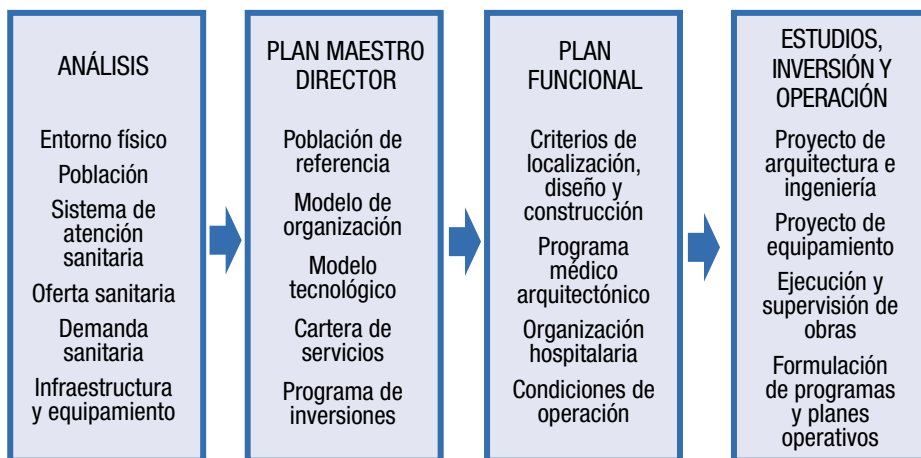 ANÁLISIS
Entorno físico
Población
Sistema de
atención
sanitaria
Oferta sanitaria
Demanda
sanitaria
Infraestructura
y equipamiento
PLAN MAESTRO
DIRECTOR
Población de
referencia
Modelo de
organización
Modelo
tecnológico
Cartera de
servicios
Programa de
inversiones
PLAN
FUNCIONAL
Criterios de
localización,
diseño y
construcción
Programa
médico
arquitectónico
Organización
hospitalaria
Condiciones de
operación
ESTUDIOS,
INVERSIÓN Y
OPERACIÓN
Proyecto de
arquitectura e
ingeniería
Proyecto de
equipamiento
Ejecución y
supervisión de
obras
Formulación
de programas
y planes
operativos